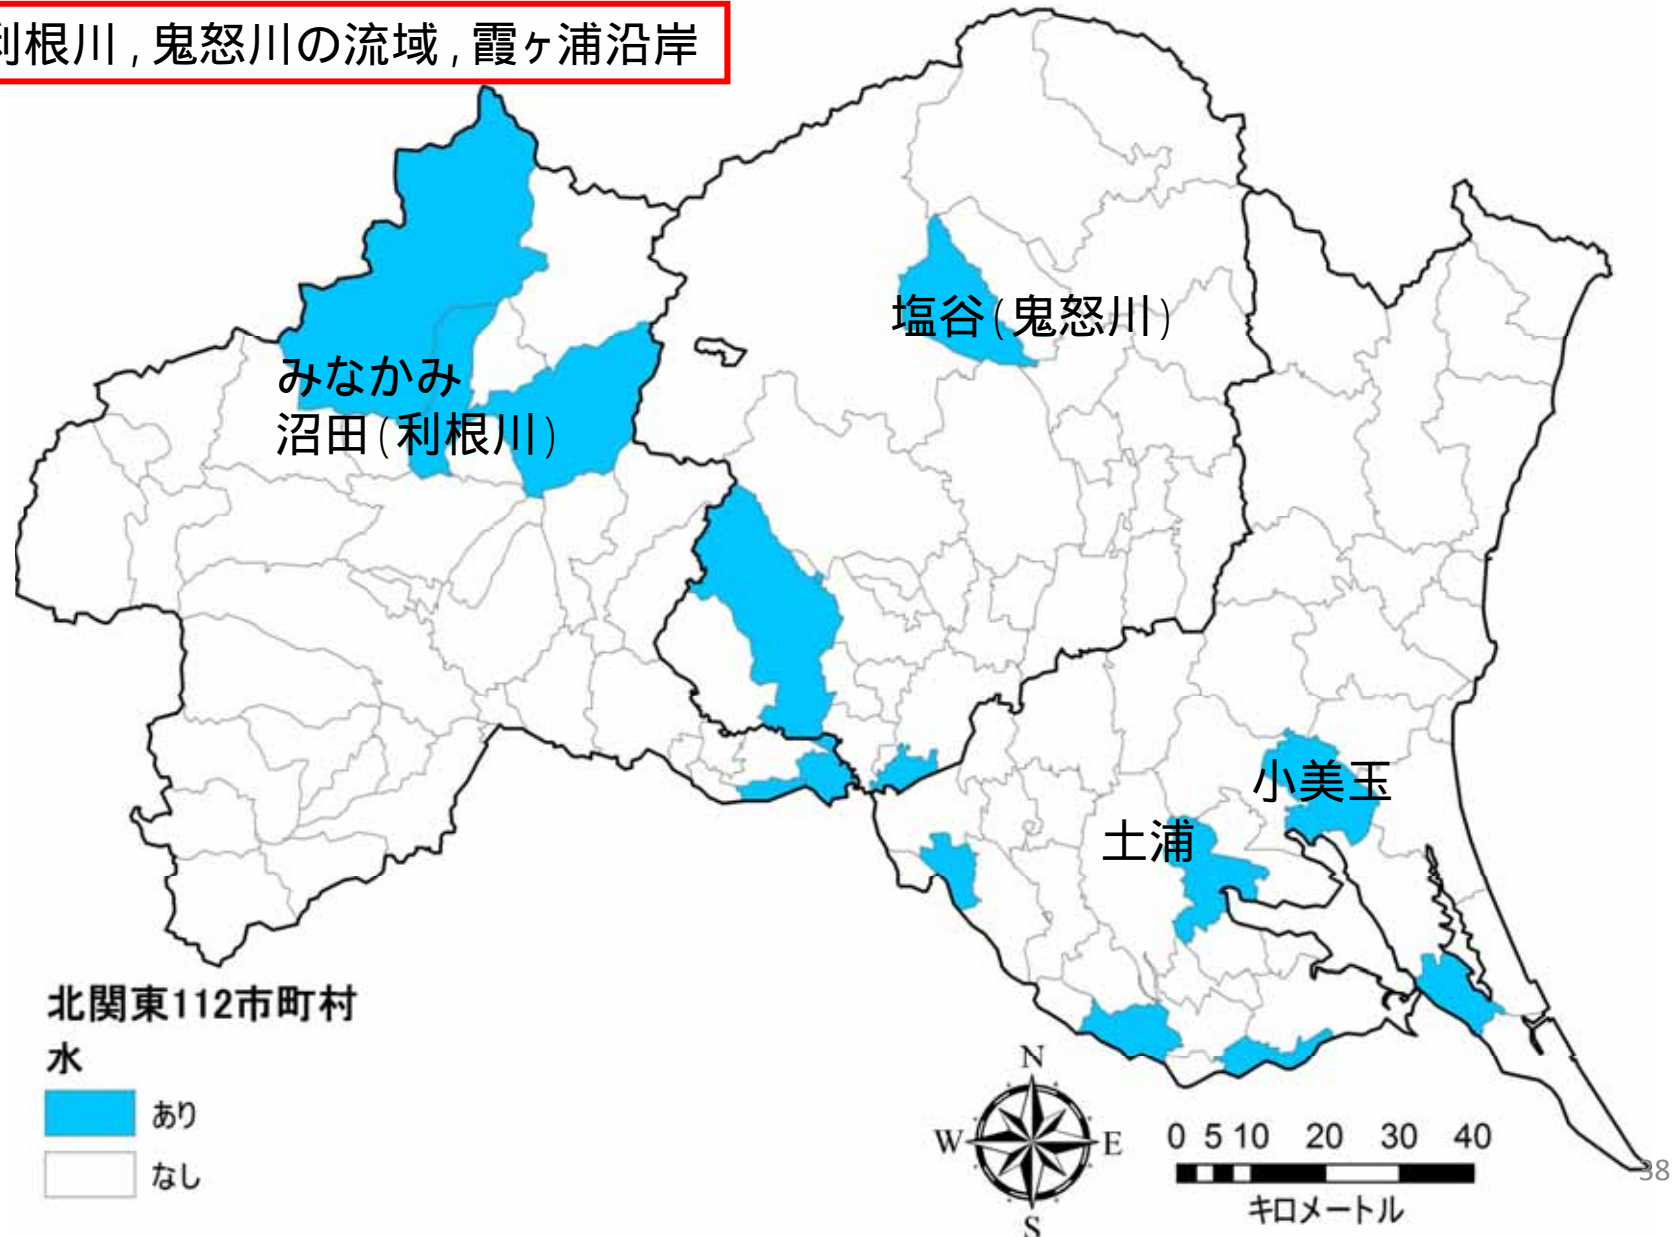 利根川,鬼怒川の流域,霞ヶ浦沿岸
塩谷(鬼怒川)
みなかみ
沼田(利根川)
小美玉
土浦
北関東112市町村
水
あり
なし
N
W E
S
0 5 10 20 30 40
キロメートル
38